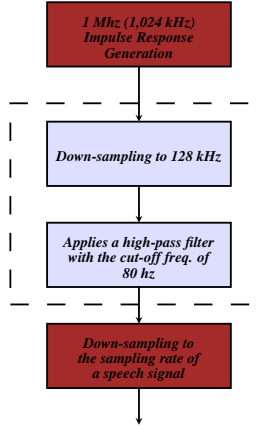 1 Mhz (1,024 kHz)
Impulse Response
Generation
Down-sampling to 128 kHz
Applies a high-pass filter
with the cut-off freq. of
80 hz
Down-sampling to
the sampling rate of
a speech signal